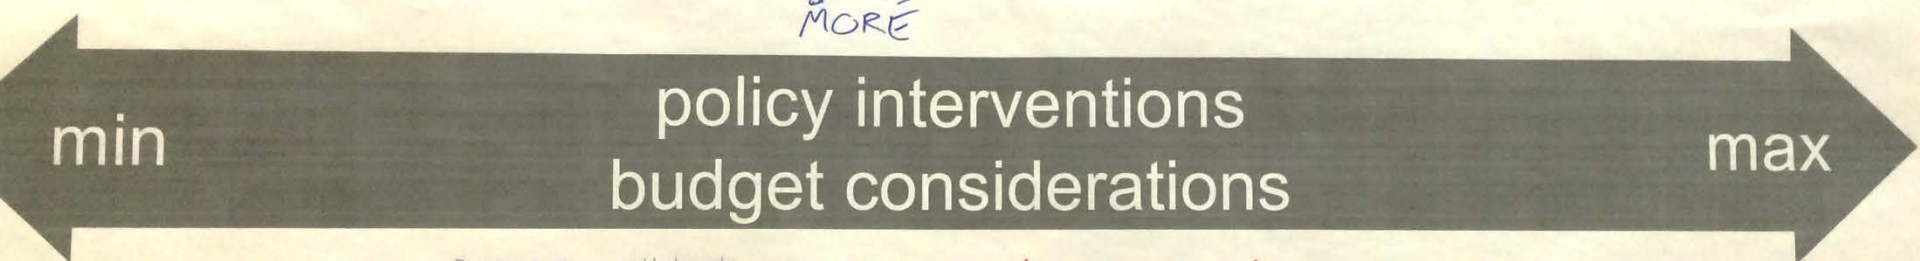 MORE
policy interventions
min
max
budget considerations